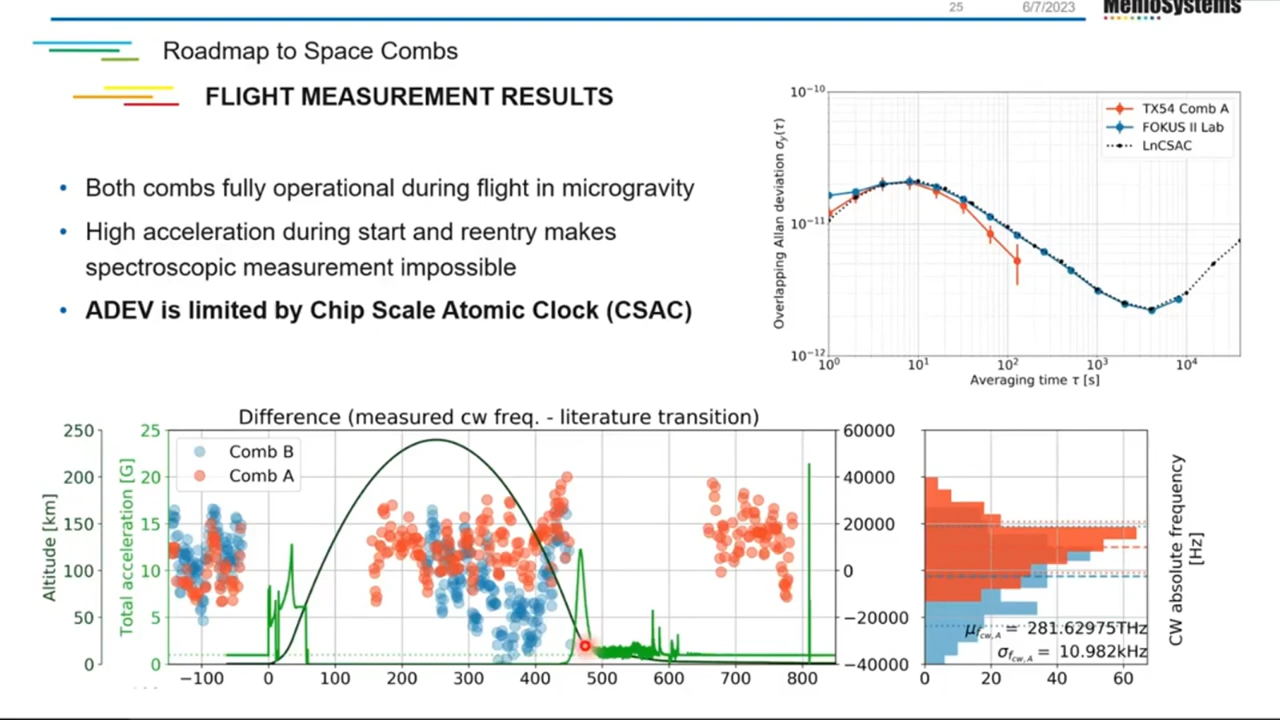 25
6/7/2023
MenloSystems
Roadmap to Space Combs
FLIGHT MEASUREMENT RESULTS
• Both combs fully operational during flight in microgravity
• High acceleration during start and reentry makes
spectroscopic measurement impossible
• ADEV is limited by Chip Scale Atomic Clock (CSAC)
TX54 Comb A
FOKUS II Lab
LnCSAC
Overlapping Allan deviation σy(τ)
10⁻¹⁰
10⁻¹¹
10⁻¹²
10⁰ 10¹ 10² 10³ 10⁴
Averaging time τ [s]
Difference (measured cw freq. - literature transition)
Comb B
Comb A
Altitude [km]
250
200
150
100
50
0
Total acceleration [G]
25
20
15
10
5
0
−100 0 100 200 300 400 500 600 700 800
60000
40000
20000
0
−20000
−40000
μfcw,A = 281.62975THz
σfcw,A = 10.982kHz
0 20 40 60
CW absolute frequency
[Hz]